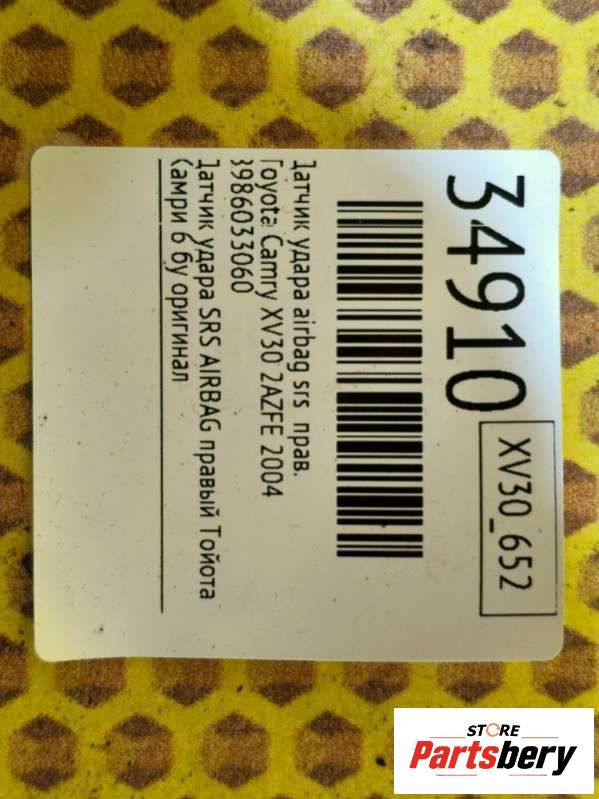 34910
XV30_652
Датчик удара airbag srs прав.
Toyota Camry XV30 2AZFE 2004
8986033060
Датчик удара SRS AIRBAG правый Тойота
Камри 6 бу оригинал
STORE
Partsbery